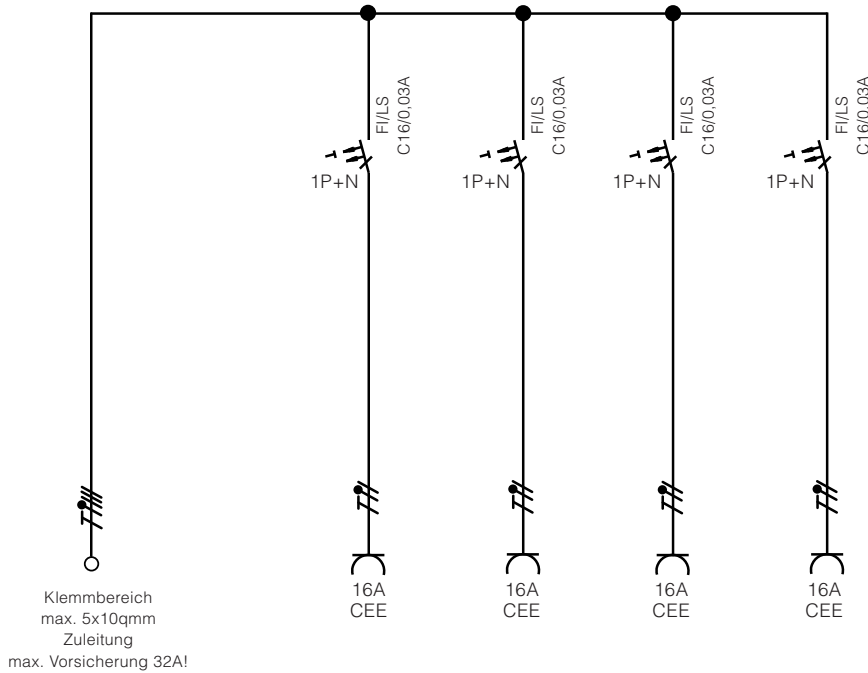 FI/LS
C16/0,03A
1P+N
FI/LS
C16/0,03A
1P+N
FI/LS
C16/0,03A
1P+N
FI/LS
C16/0,03A
1P+N
16A
CEE
16A
CEE
16A
CEE
16A
CEE
Klemmbereich
max. 5x10qmm
Zuleitung
max. Vorsicherung 32A!